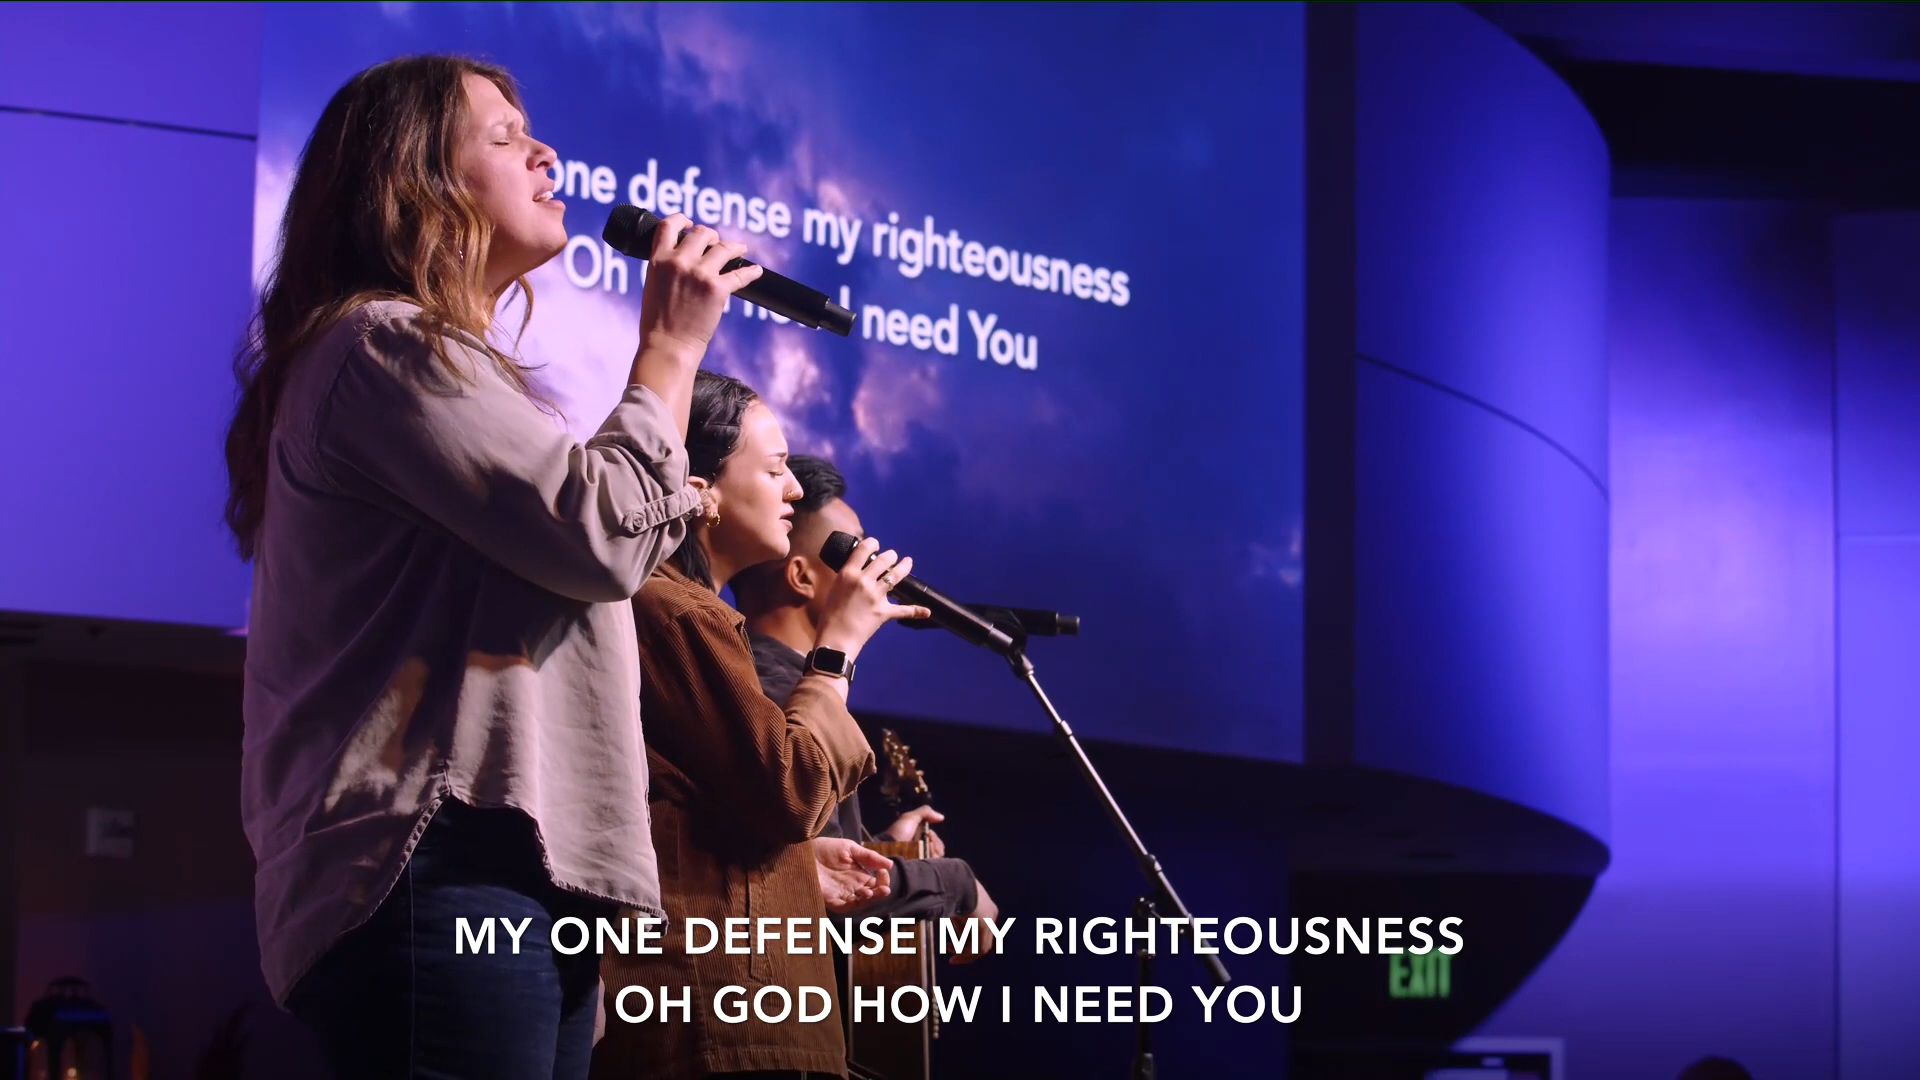 one defense my righteousness
Oh need You
MY ONE DEFENSE MY RIGHTEOUSNESS
OH GOD HOW I NEED YOU
EXIT